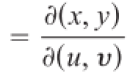 = ∂(x, y) / ∂(u, v)